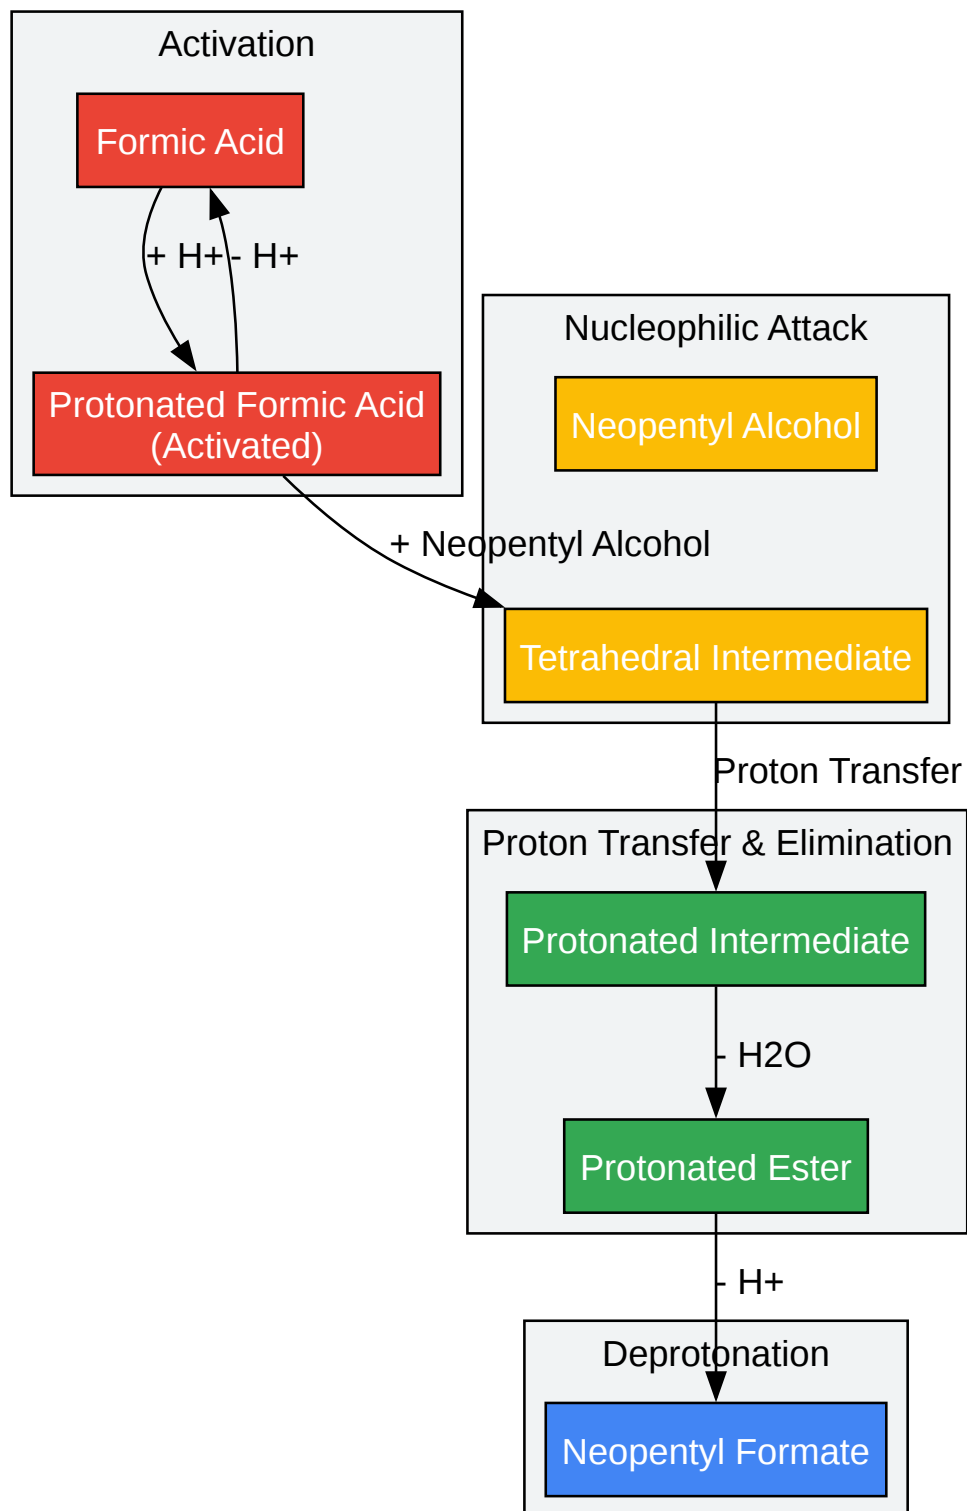 Activation
Formic Acid
+ H+
- H+
Protonated Formic Acid
(Activated)
Nucleophilic Attack
Neopentyl Alcohol
+ Neopentyl Alcohol
Tetrahedral Intermediate
Proton Transfer
Proton Transfer & Elimination
Protonated Intermediate
- H2O
Protonated Ester
- H+
Deprotonation
Neopentyl Formate